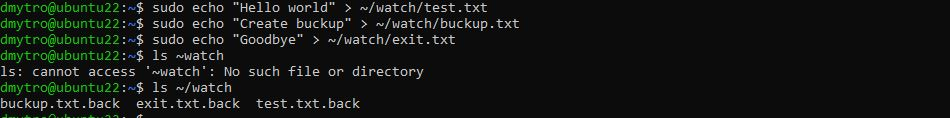 dmytro@ubuntu22:~$ sudo echo "Hello world" > ~/watch/test.txt
dmytro@ubuntu22:~$ sudo echo "Create buckup" > ~/watch/buckup.txt
dmytro@ubuntu22:~$ sudo echo "Goodbye" > ~/watch/exit.txt
dmytro@ubuntu22:~$ ls ~watch
ls: cannot access '~watch': No such file or directory
dmytro@ubuntu22:~$ ls ~/watch
buckup.txt.back  exit.txt.back  test.txt.back